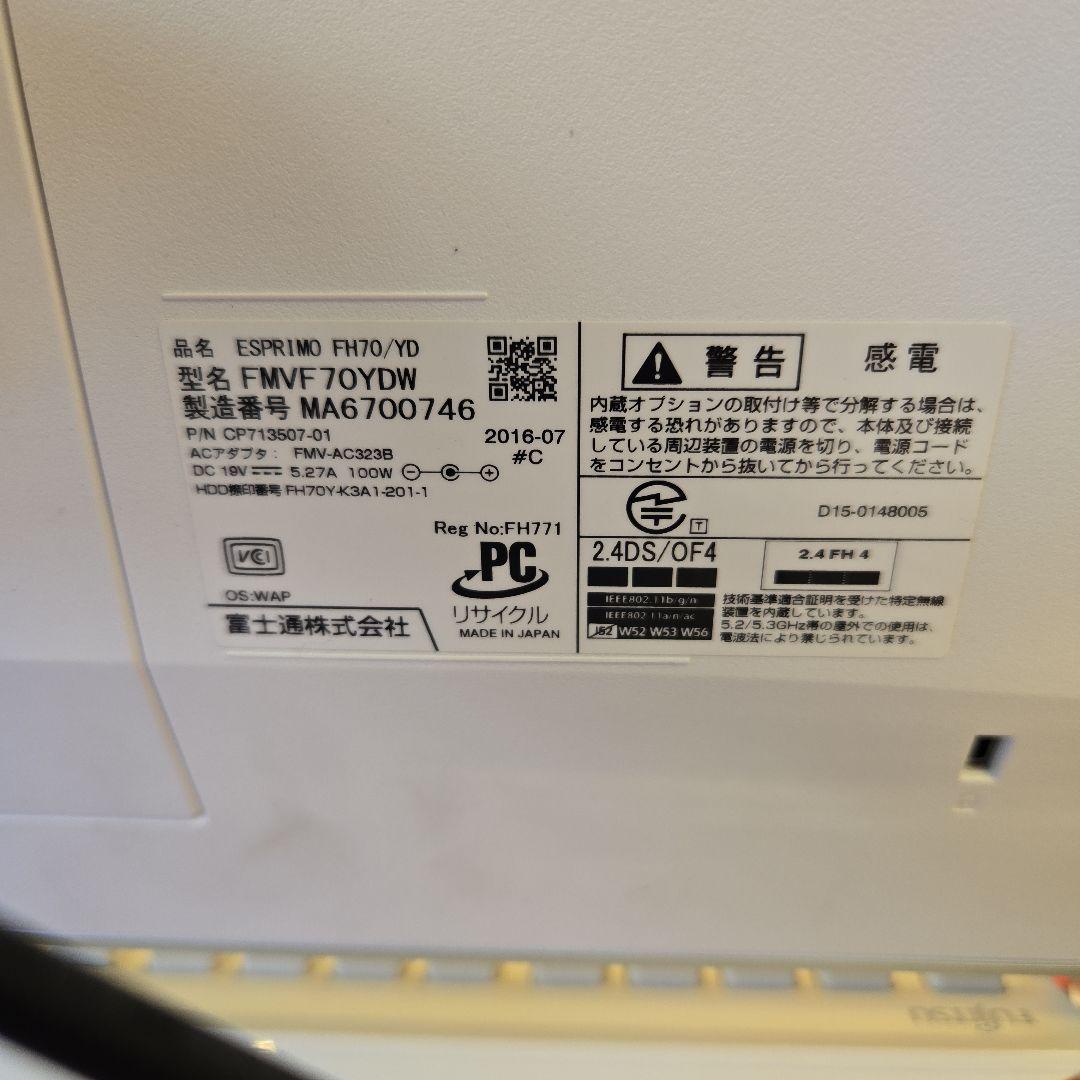 品名 ESPRIMO FH70/YD
型名 FMVF70YDW
製造番号 MA6700746
P/N CP713507-01
2016-07
ACアダプタ: FMV-AC323B
#C
DC 19V 5.27A 100W
HDD捺印番号 FH70Y-K3A1-201-1
Reg No:FH771
VCCI
PC
リサイクル
OS:WAP
富士通株式会社
MADE IN JAPAN
警告 感電
内蔵オプションの取付け等で分解する場合は、
感電する恐れがありますので、本体及び接続
している周辺装置の電源を切り、電源コード
をコンセントから抜いてから行ってください。
T D15-0148005
2.4DS/OF4
2.4FH4
IEEE802.11b/g/n
IEEE802.11a/n/ac
J52 W52 W53 W56
技術基準適合証明を受けた特定無線
装置を内蔵しています。
5.2/5.3GHz帯の屋外での使用は、
電波法により禁じられています。
FUJITSU